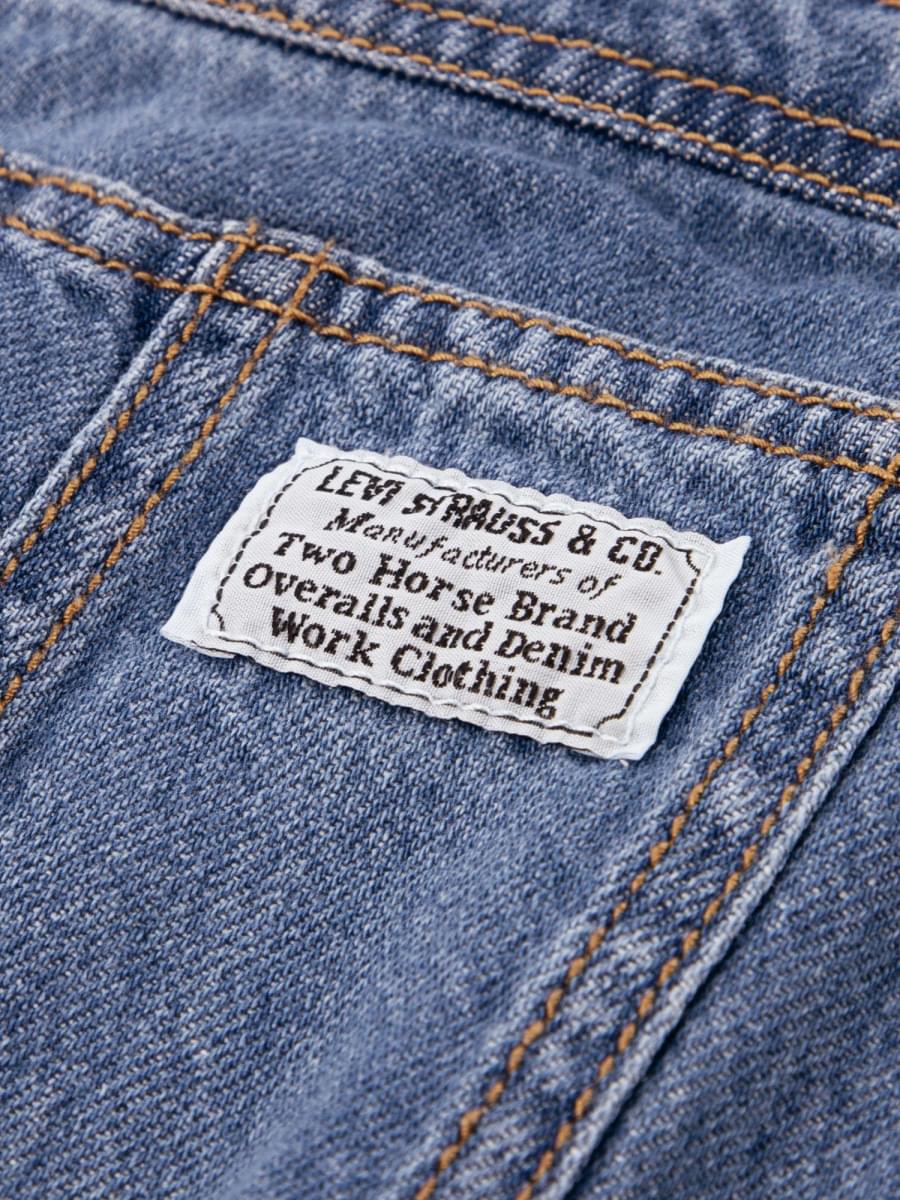 LEVI STRAUSS & CO.
Manufacturers of
Two Horse Brand
Overalls and Denim
Work Clothing